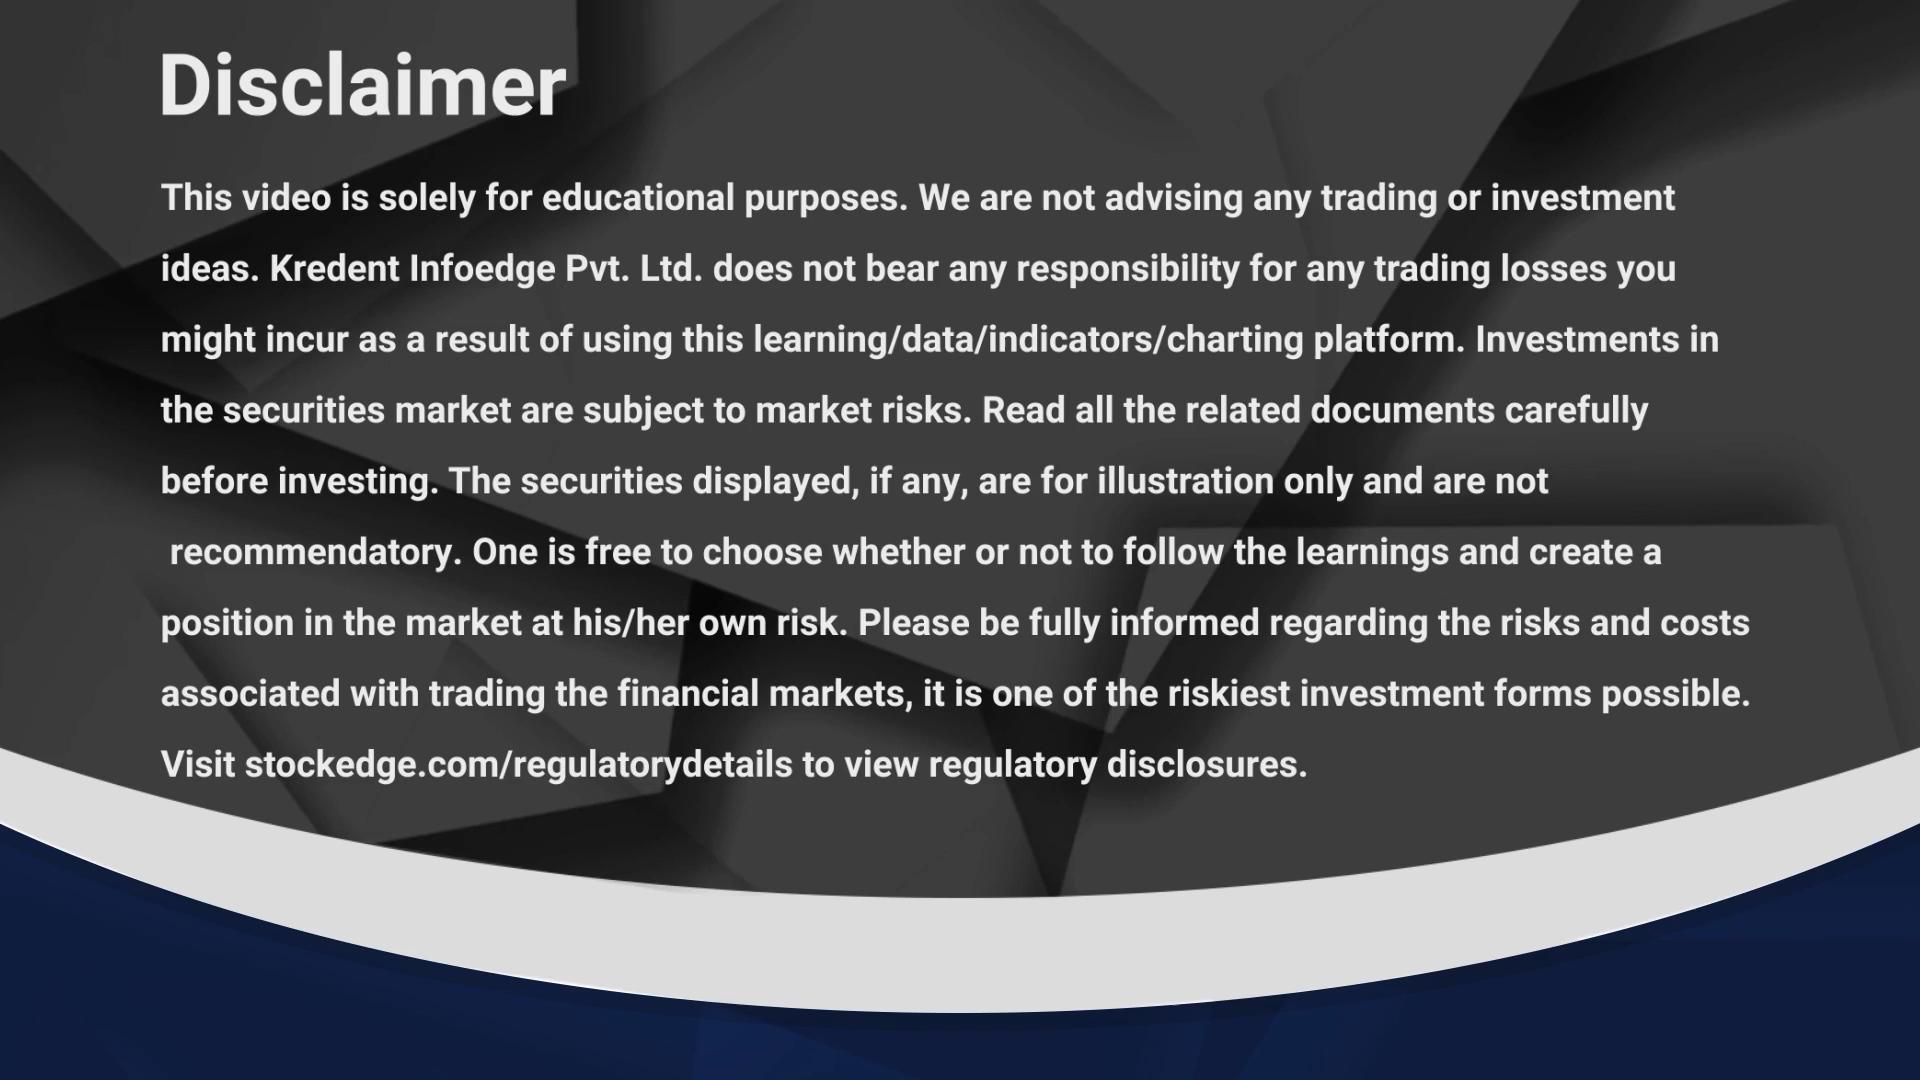 Disclaimer
This video is solely for educational purposes. We are not advising any trading or investment
ideas. Kredent Infoedge Pvt. Ltd. does not bear any responsibility for any trading losses you
might incur as a result of using this learning/data/indicators/charting platform. Investments in
the securities market are subject to market risks. Read all the related documents carefully
before investing. The securities displayed, if any, are for illustration only and are not
recommendatory. One is free to choose whether or not to follow the learnings and create a
position in the market at his/her own risk. Please be fully informed regarding the risks and costs
associated with trading the financial markets, it is one of the riskiest investment forms possible.
Visit stockedge.com/regulatorydetails to view regulatory disclosures.